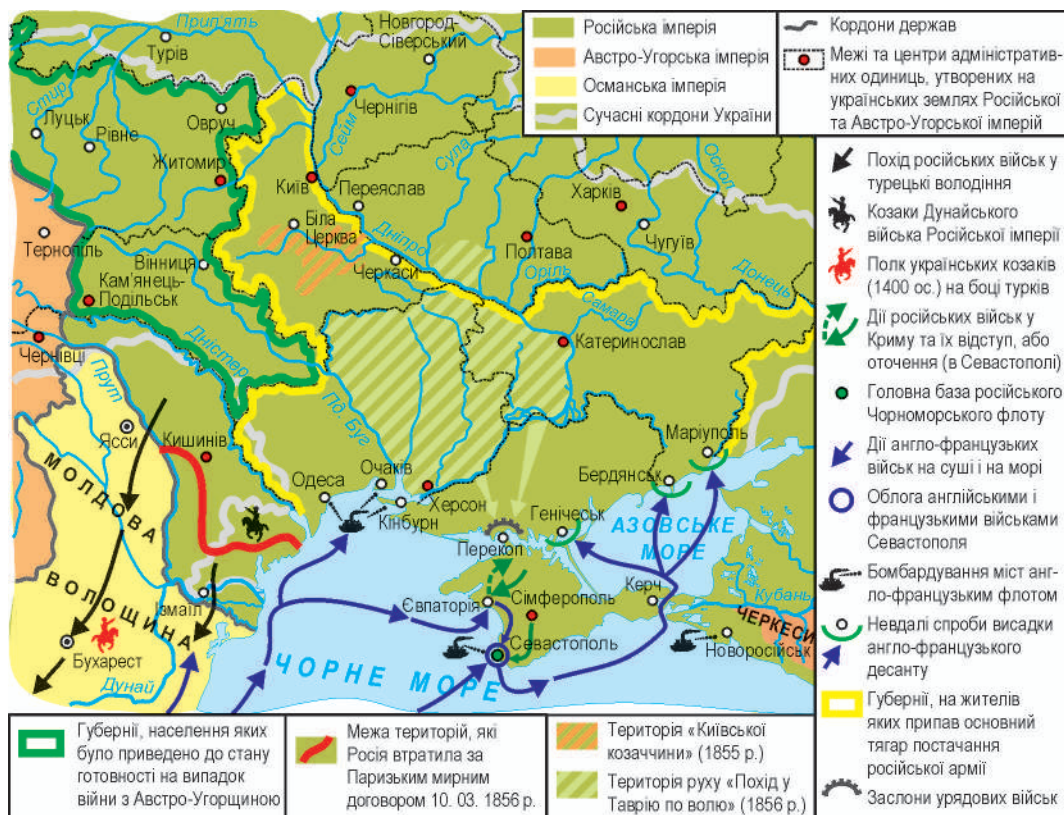 Прип'ять
Турів
Новгород-
Сіверський
Стир
Луцьк
Рівне
Овруч
Чернігів
Сейм
Житомир
Київ
Переяслав
Сула
Оскол
Харків
Чугуїв
Тернопіль
Біла
Церква
Дніпро
Полтава
Вінниця
Черкаси
Оріль
Донець
Кам'янець-
Подільськ
Самара
Чернівці
Дністер
Катеринослав
Прут
Пд. Буг
Ясси
Кишинів
Маріуполь
МОЛДОВА
Одеса
Очаків
Бердянськ
Кінбурн
Херсон
Генічеськ
АЗОВСЬКЕ
МОРЕ
Перекоп
ВОЛОЩИНА
Ізмаїл
Керч
Кубань
Євпаторія
Сімферополь
ЧЕРКЕСИ
Бухарест
Севастополь
Новоросійськ
Дунай
ЧОРНЕ МОРЕ
Російська імперія
Австро-Угорська імперія
Османська імперія
Сучасні кордони України
Кордони держав
Межі та центри адміністратив-
них одиниць, утворених на
українських землях Російської
та Австро-Угорської імперій
Похід російських військ у
турецькі володіння
Козаки Дунайського
війська Російської імперії
Полк українських козаків
(1400 ос.) на боці турків
Дії російських військ у
Криму та їх відступ, або
оточення (в Севастополі)
Головна база російського
Чорноморського флоту
Дії англо-французьких
військ на суші і на морі
Облога англійськими і
французькими військами
Севастополя
Бомбардування міст анг-
ло-французьким флотом
Невдалі спроби висадки
англо-французького
десанту
Губернії, на жителів
яких припав основний
тягар постачання
російської армії
Заслони урядових військ
Губернії, населення яких
було приведено до стану
готовності на випадок
війни з Австро-Угорщиною
Межа територій, які
Росія втратила за
Паризьким мирним
договором 10. 03. 1856 р.
Територія «Київської
козаччини» (1855 р.)
Територія руху «Похід у
Таврію по волю» (1856 р.)